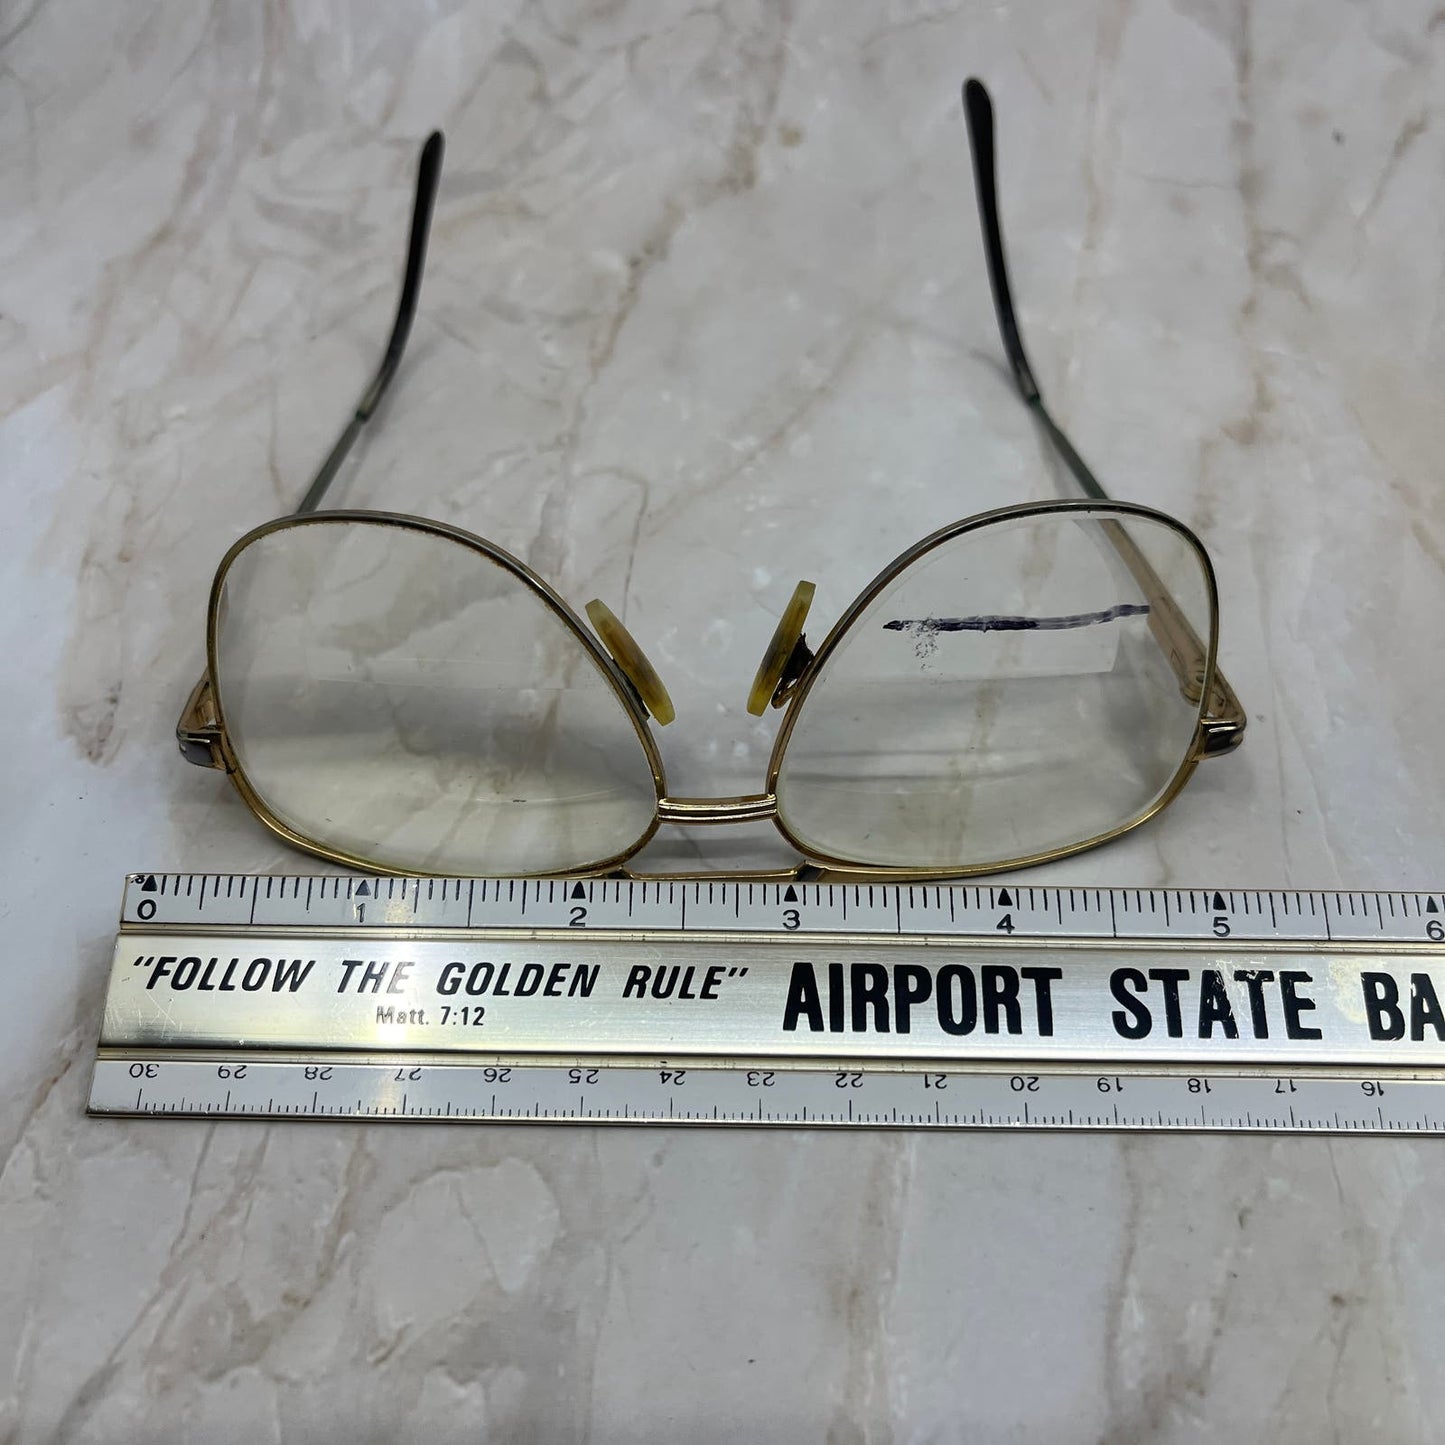 0 1 2 3 4 5 6
"FOLLOW THE GOLDEN RULE" AIRPORT STATE BA
Matt. 7:12
30 29 28 27 26 25 24 23 22 21 20 19 18 17 16